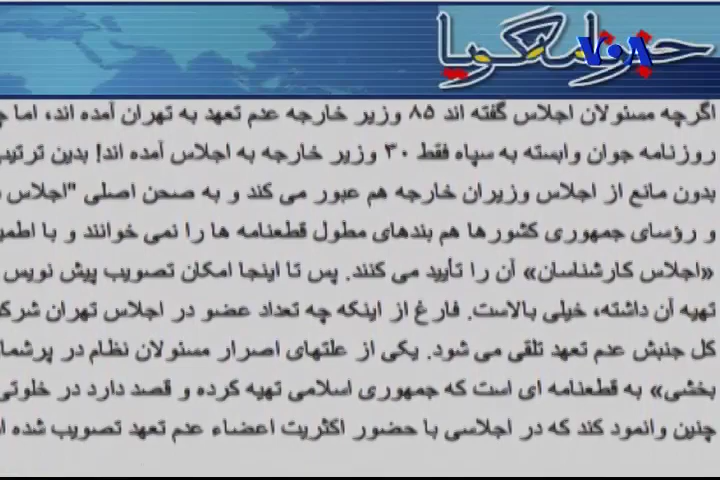 خبرنامه گویا
VOA
اگرچه مسئولان اجلاس گفته اند ۸۵ وزیر خارجه عدم تعهد به تهران آمده اند، اما
روزنامه جوان وابسته به سپاه فقط ۳۰ وزیر خارجه به اجلاس آمده اند! بدین ترتیب
بدون مانع از اجلاس وزیران خارجه هم عبور می کند و به صحن اصلی "اجلاس
و رؤسای جمهوری کشورها هم بندهای مطول قطعنامه ها را نمی خوانند و با
«اجلاس کارشناسان» آن را تأیید می کنند. پس تا اینجا امکان تصویب پیش نویس
تهیه آن داشته، خیلی بالاست. فارغ از اینکه چه تعداد عضو در اجلاس تهران
کل جنبش عدم تعهد تلقی می شود. یکی از علتهای اصرار مسئولان نظام در
بخشی» به قطعنامه ای است که جمهوری اسلامی تهیه کرده و قصد دارد در خلوتی
چنین وانمود کند که در اجلاسی با حضور اکثریت اعضاء عدم تعهد تصویب شده